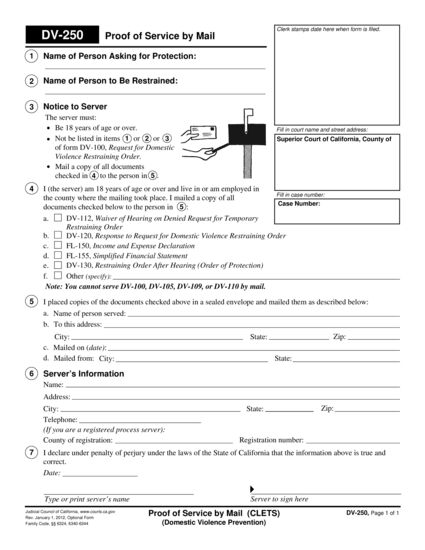 DV-250 Proof of Service by Mail
Clerk stamps date here when form is filed.
1 Name of Person Asking for Protection:
2 Name of Person to Be Restrained:
3 Notice to Server
The server must:
• Be 18 years of age or over.
• Not be listed in items 1 or 2 or 3
of form DV-100, Request for Domestic
Violence Restraining Order.
• Mail a copy of all documents
checked in 4 to the person in 5.
Fill in court name and street address:
Superior Court of California, County of
Fill in case number:
Case Number:
4 I (the server) am 18 years of age or over and live in or am employed in
the county where the mailing took place. I mailed a copy of all
documents checked below to the person in 5:
a. DV-112, Waiver of Hearing on Denied Request for Temporary
Restraining Order
b. DV-120, Response to Request for Domestic Violence Restraining Order
c. FL-150, Income and Expense Declaration
d. FL-155, Simplified Financial Statement
e. DV-130, Restraining Order After Hearing (Order of Protection)
f. Other (specify):
Note: You cannot serve DV-100, DV-105, DV-109, or DV-110 by mail.
5 I placed copies of the documents checked above in a sealed envelope and mailed them as described below:
a. Name of person served:
b. To this address:
City: State: Zip:
c. Mailed on (date):
d. Mailed from: City: State:
6 Server's Information
Name:
Address:
City: State: Zip:
Telephone:
(If you are a registered process server):
County of registration: Registration number:
7 I declare under penalty of perjury under the laws of the State of California that the information above is true and
correct.
Date:
Type or print server's name Server to sign here
Judicial Council of California, www.courts.ca.gov
Rev. January 1, 2012, Optional Form
Family Code, §§ 6324, 6340 6344
Proof of Service by Mail (CLETS)
(Domestic Violence Prevention)
DV-250, Page 1 of 1